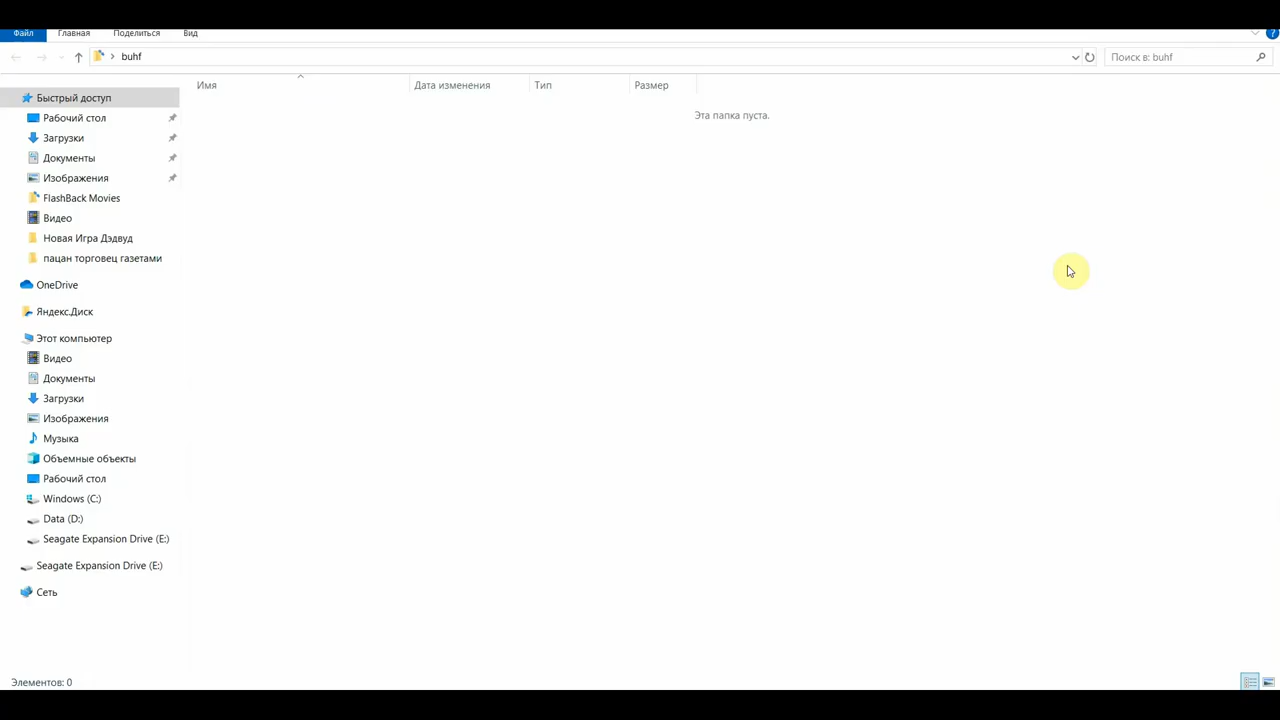 Файл Главная Поделиться Вид ?
buhf Поиск в: buhf
Имя Дата изменения Тип Размер
Эта папка пуста.
Быстрый доступ
Рабочий стол
Загрузки
Документы
Изображения
FlashBack Movies
Видео
Новая Игра Дэдвуд
пацан торговец газетами
OneDrive
Яндекс.Диск
Этот компьютер
Видео
Документы
Загрузки
Изображения
Музыка
Объемные объекты
Рабочий стол
Windows (C:)
Data (D:)
Seagate Expansion Drive (E:)
Seagate Expansion Drive (E:)
Сеть
Элементов: 0